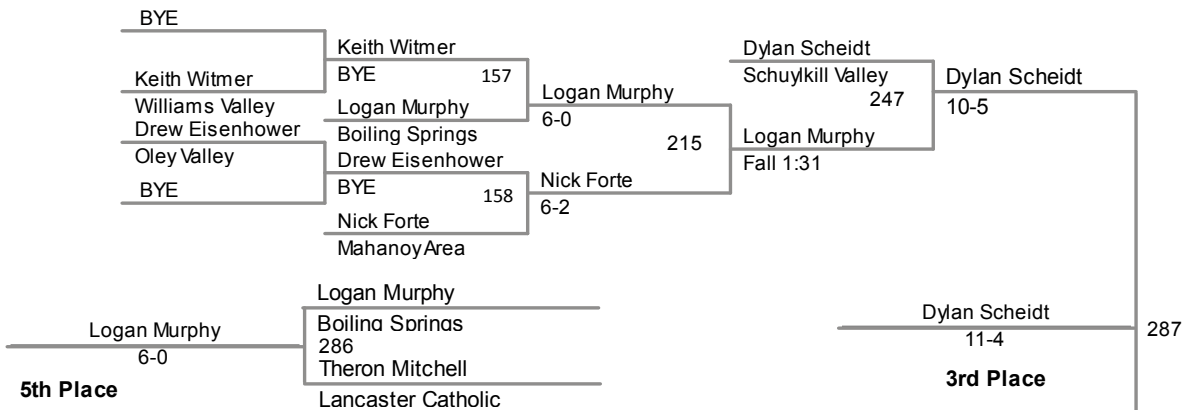 BYE
Keith Witmer
Williams Valley
Drew Eisenhower
Oley Valley
BYE
Keith Witmer
BYE
157
Logan Murphy
Boiling Springs
Drew Eisenhower
BYE
158
Nick Forte
Mahanoy Area
Logan Murphy
6-0
215
Nick Forte
6-2
Dylan Scheidt
Schuylkill Valley
247
Logan Murphy
Fall 1:31
Dylan Scheidt
10-5
Logan Murphy
Boiling Springs
286
Theron Mitchell
Lancaster Catholic
Logan Murphy
6-0
5th Place
Dylan Scheidt
11-4
287
3rd Place